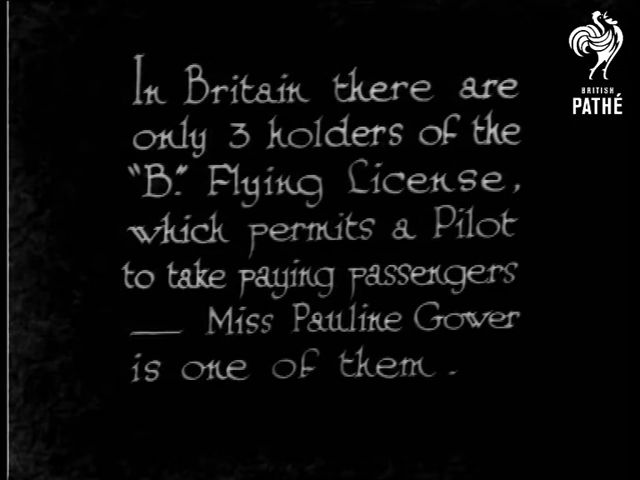 In Britain there are
only 3 holders of the
"B." Flying License,
which permits a Pilot
to take paying passengers
— Miss Pauline Gower
is one of them.
BRITISH
PATHÉ